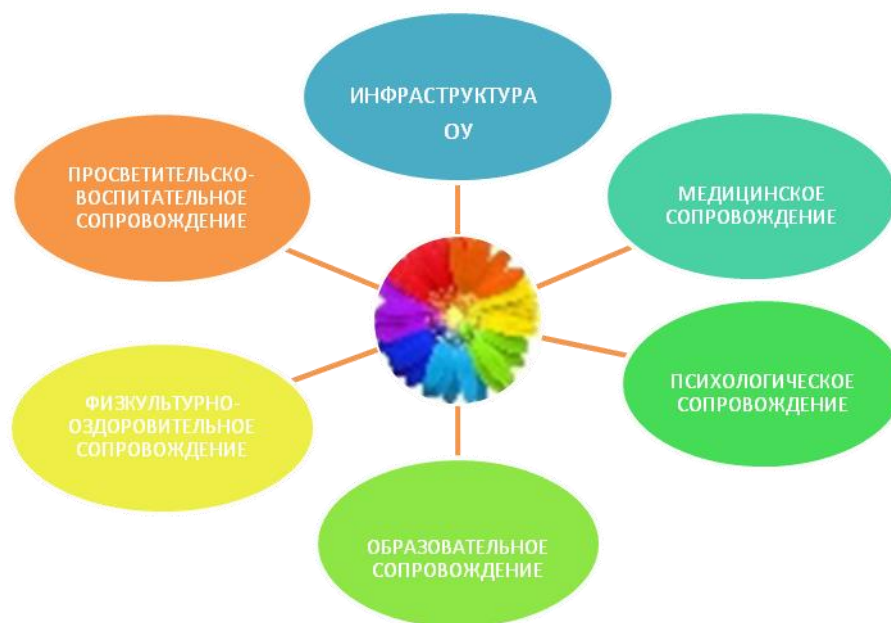 ИНФРАСТРУКТУРА
ОУ
ПРОСВЕТИТЕЛЬСКО-
ВОСПИТАТЕЛЬНОЕ
СОПРОВОЖДЕНИЕ
МЕДИЦИНСКОЕ
СОПРОВОЖДЕНИЕ
ФИЗКУЛЬТУРНО-
ОЗДОРОВИТЕЛЬНОЕ
СОПРОВОЖДЕНИЕ
ПСИХОЛОГИЧЕСКОЕ
СОПРОВОЖДЕНИЕ
ОБРАЗОВАТЕЛЬНОЕ
СОПРОВОЖДЕНИЕ